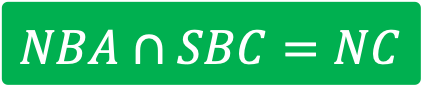 NBA ∩ SBC = NC